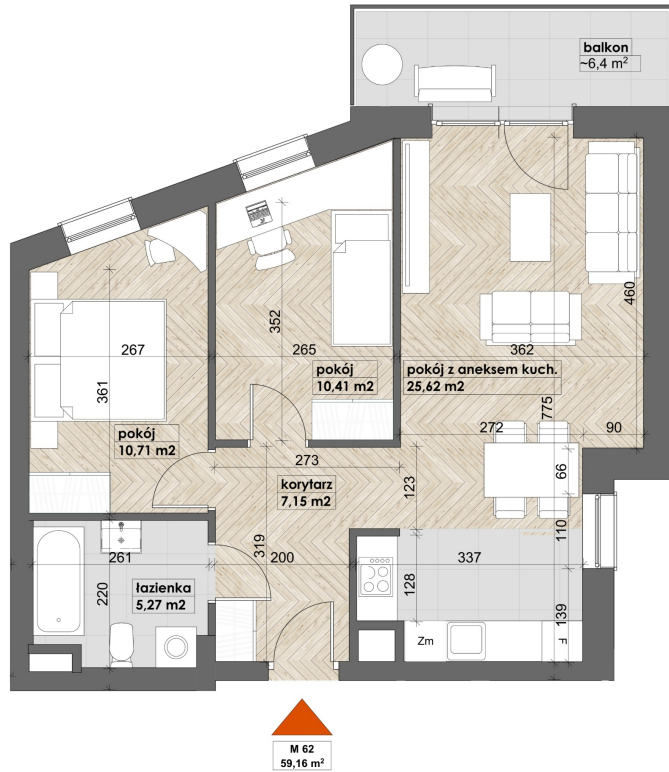 balkon
~6,4 m²
460
352
267
265
362
pokój
10,41 m2
pokój z aneksem kuch.
25,62 m2
361
775
272
90
pokój
10,71 m2
273
66
korytarz
7,15 m2
123
110
319
261
200
337
220
łazienka
5,27 m2
128
139
Zm
F
M 62
59,16 m²